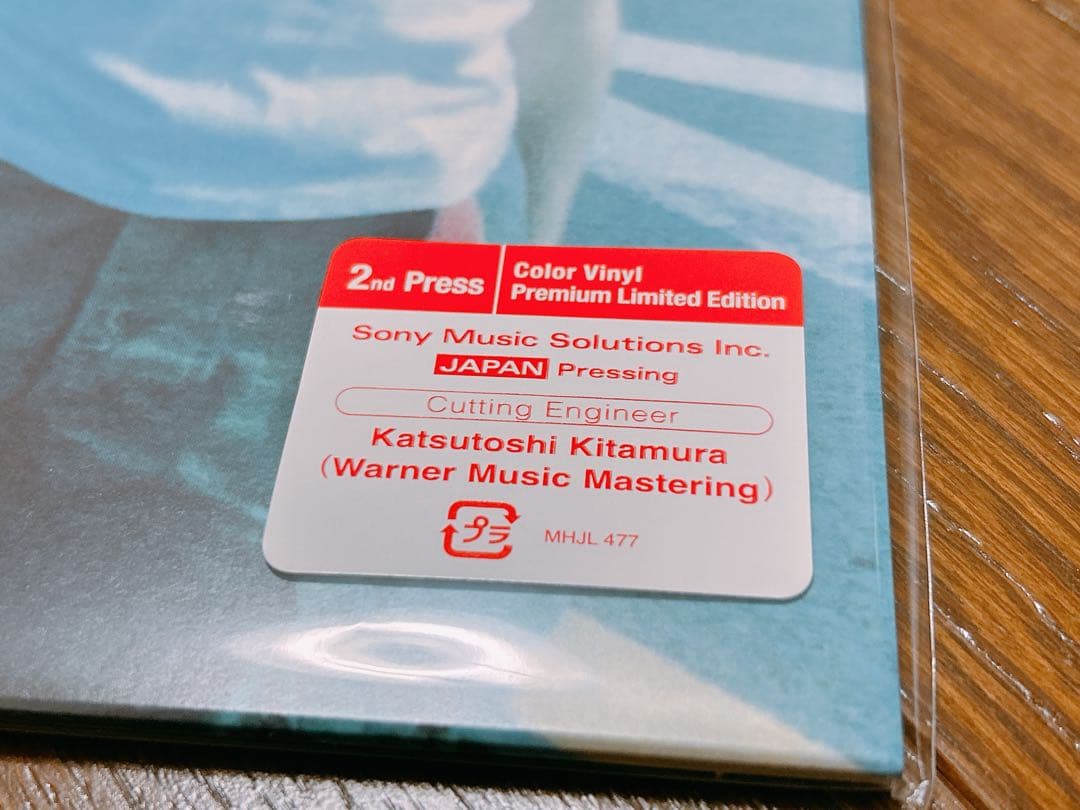 2nd Press
Color Vinyl
Premium Limited Edition
Sony Music Solutions Inc.
JAPAN Pressing
Cutting Engineer
Katsutoshi Kitamura
(Warner Music Mastering)
プラ
MHJL 477